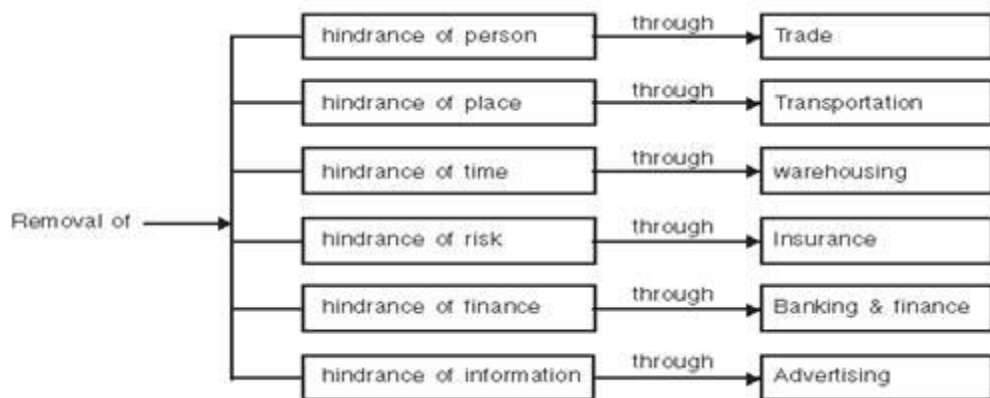 hindrance of person through Trade
hindrance of place through Transportation
hindrance of time through warehousing
Removal of
hindrance of risk through Insurance
hindrance of finance through Banking & finance
hindrance of information through Advertising